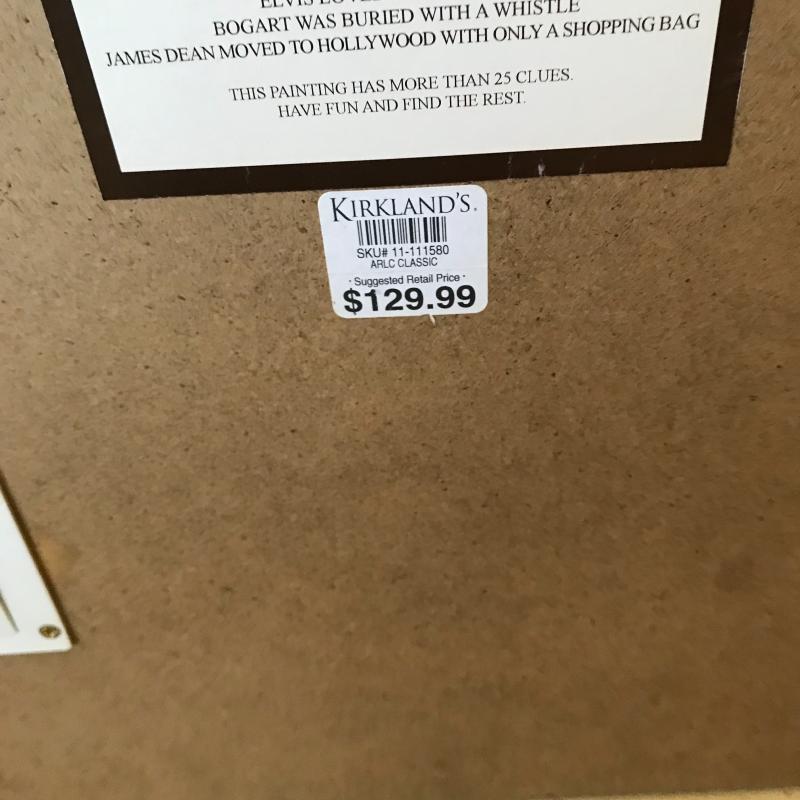 ELVIS
BOGART WAS BURIED WITH A WHISTLE
JAMES DEAN MOVED TO HOLLYWOOD WITH ONLY A SHOPPING BAG
THIS PAINTING HAS MORE THAN 25 CLUES.
HAVE FUN AND FIND THE REST.
KIRKLAND'S.
SKU# 11-111580
ARLC CLASSIC
· Suggested Retail Price ·
$129.99